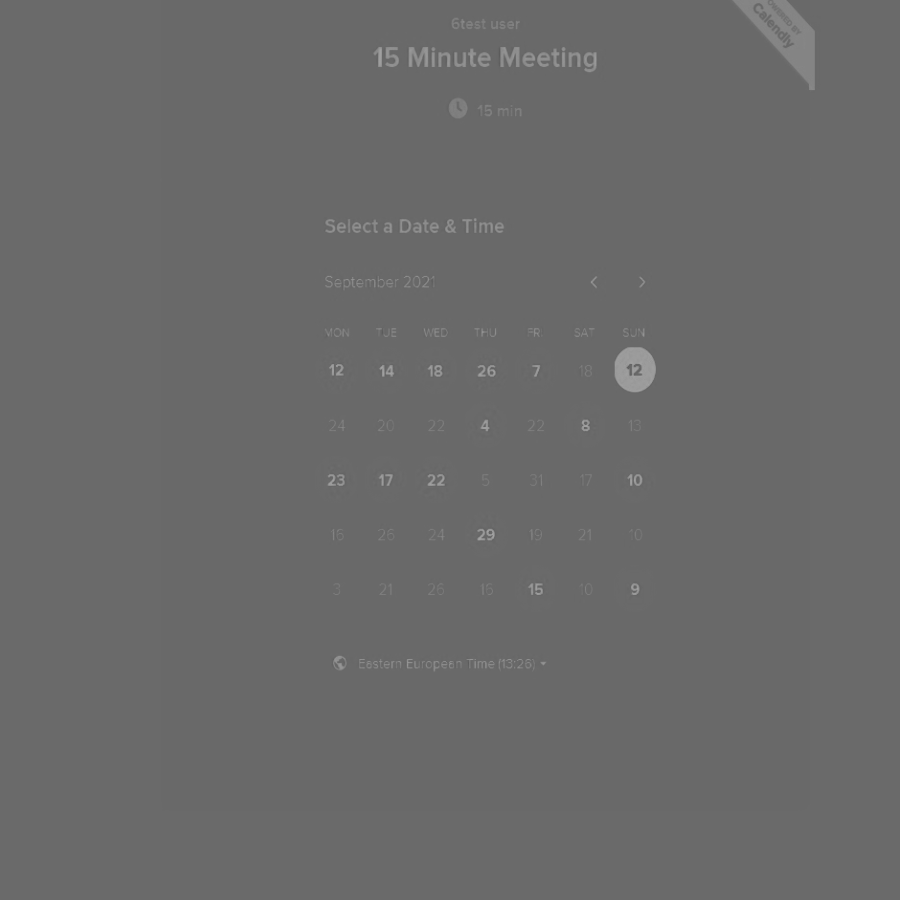 6test user
POWERED BY
Calendly
15 Minute Meeting
15 min
Select a Date & Time
September 2021
MON TUE WED THU FRI SAT SUN
12 14 18 26 7 18 12
24 20 22 4 22 8 13
23 17 22 5 31 17 10
16 26 24 29 19 21 10
3 21 26 16 15 10 9
Eastern European Time (13:26)